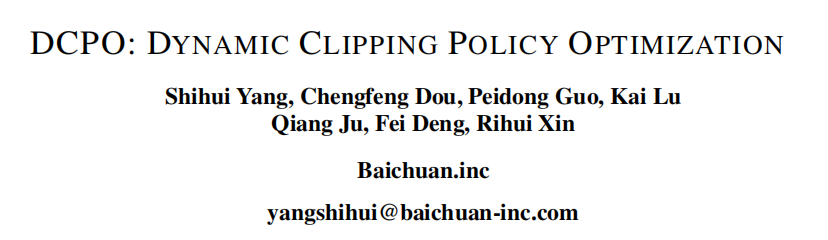 DCPO: DYNAMIC CLIPPING POLICY OPTIMIZATION
Shihui Yang, Chengfeng Dou, Peidong Guo, Kai Lu
Qiang Ju, Fei Deng, Rihui Xin
Baichuan.inc
yangshihui@baichuan-inc.com